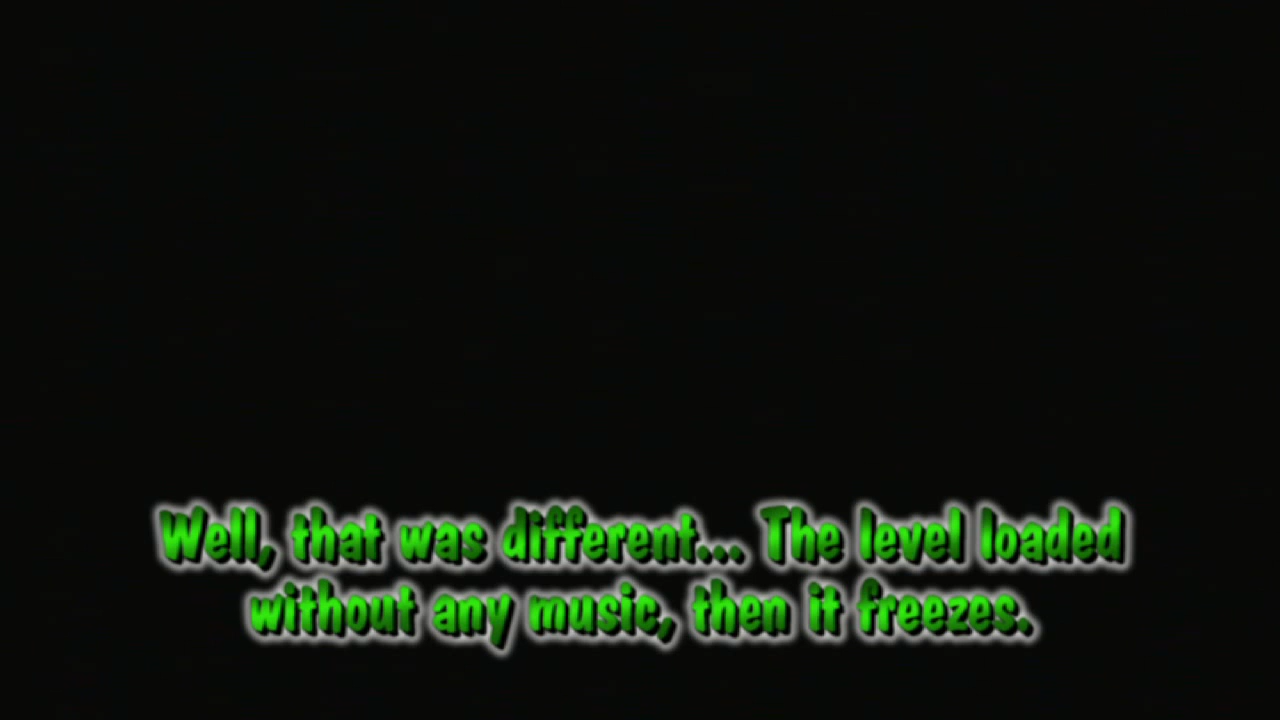 Well, that was different... The level loaded
without any music, then it freezes.